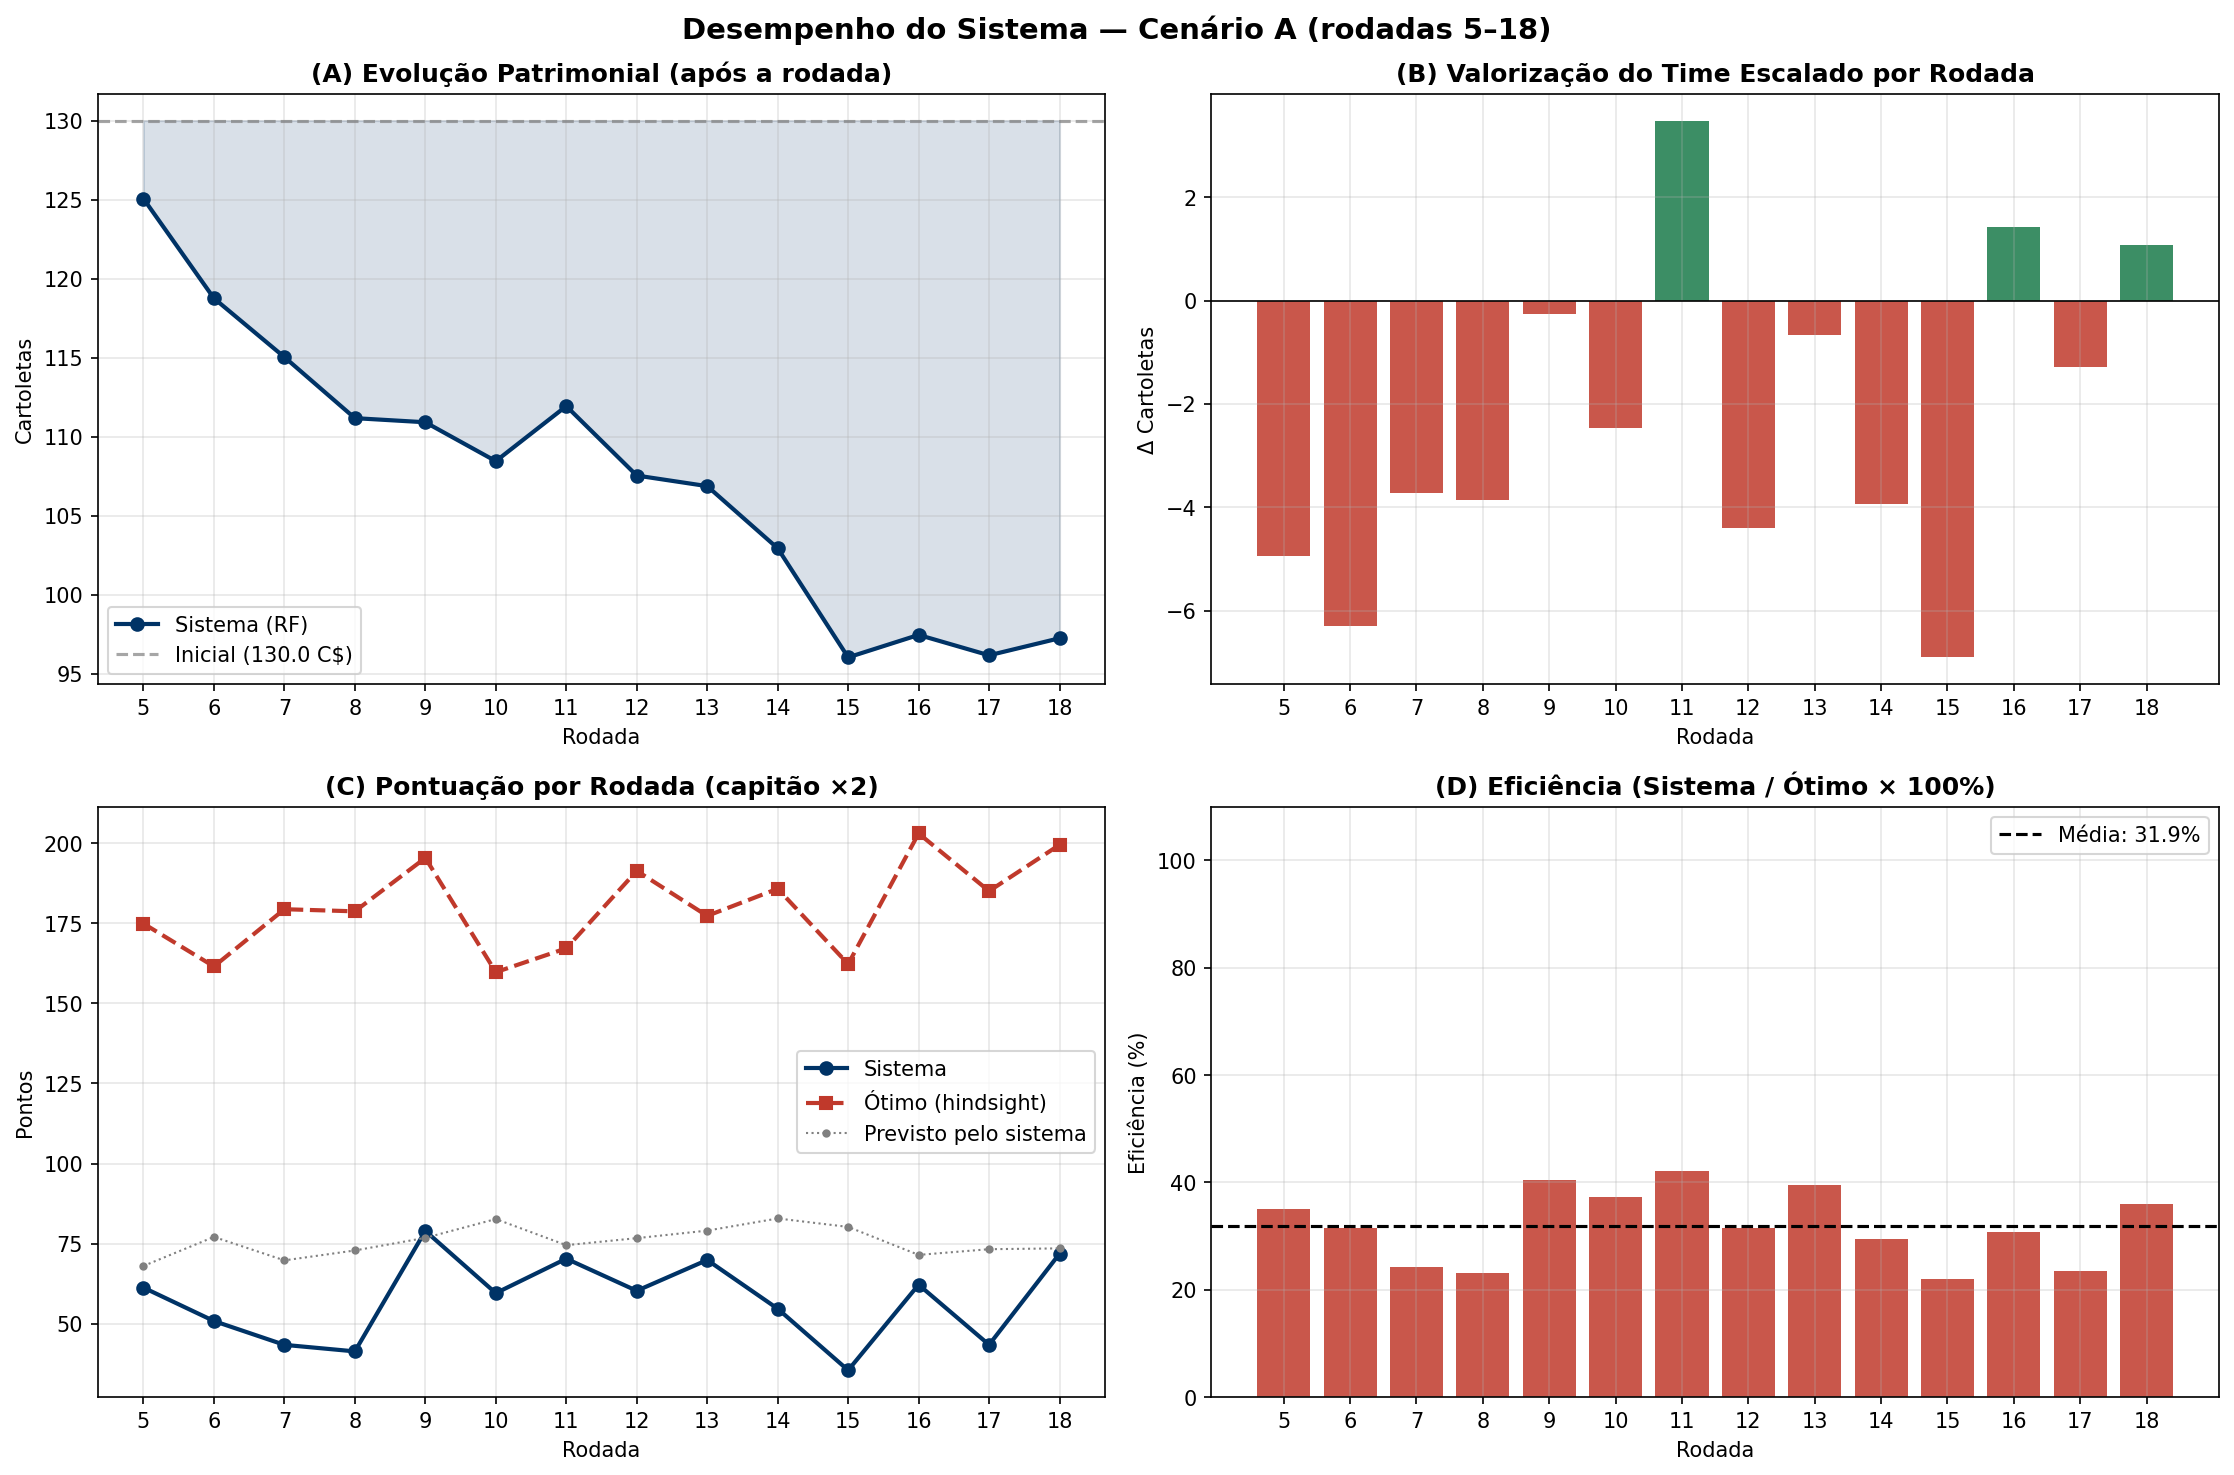 Desempenho do Sistema — Cenário A (rodadas 5–18)
(A) Evolução Patrimonial (após a rodada)
130
125
120
115
110
105
100
95
Cartoletas
Sistema (RF)
Inicial (130.0 C$)
5 6 7 8 9 10 11 12 13 14 15 16 17 18
Rodada
(B) Valorização do Time Escalado por Rodada
2
0
−2
−4
−6
Δ Cartoletas
5 6 7 8 9 10 11 12 13 14 15 16 17 18
Rodada
(C) Pontuação por Rodada (capitão ×2)
200
175
150
125
100
75
50
Pontos
Sistema
Ótimo (hindsight)
Previsto pelo sistema
5 6 7 8 9 10 11 12 13 14 15 16 17 18
Rodada
(D) Eficiência (Sistema / Ótimo × 100%)
Média: 31.9%
100
80
60
40
20
0
Eficiência (%)
5 6 7 8 9 10 11 12 13 14 15 16 17 18
Rodada